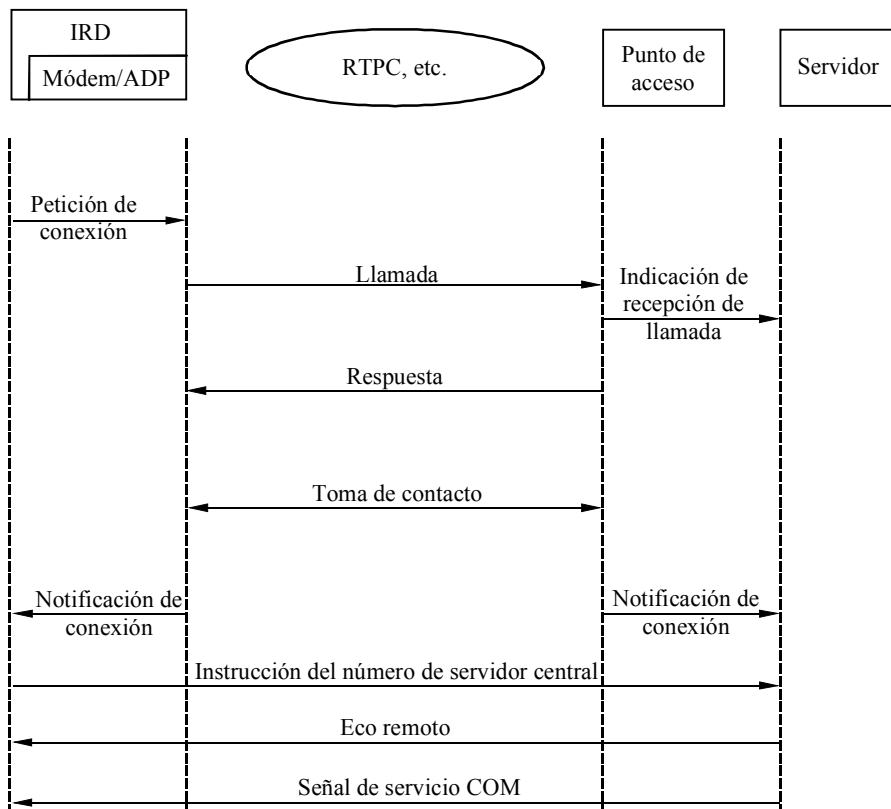 IRD
Módem/ADP
RTPC, etc.
Punto de
acceso
Servidor
Petición de
conexión
Llamada
Indicación de
recepción de
llamada
Respuesta
Toma de contacto
Notificación de
conexión
Notificación de
conexión
Instrucción del número de servidor central
Eco remoto
Señal de servicio COM